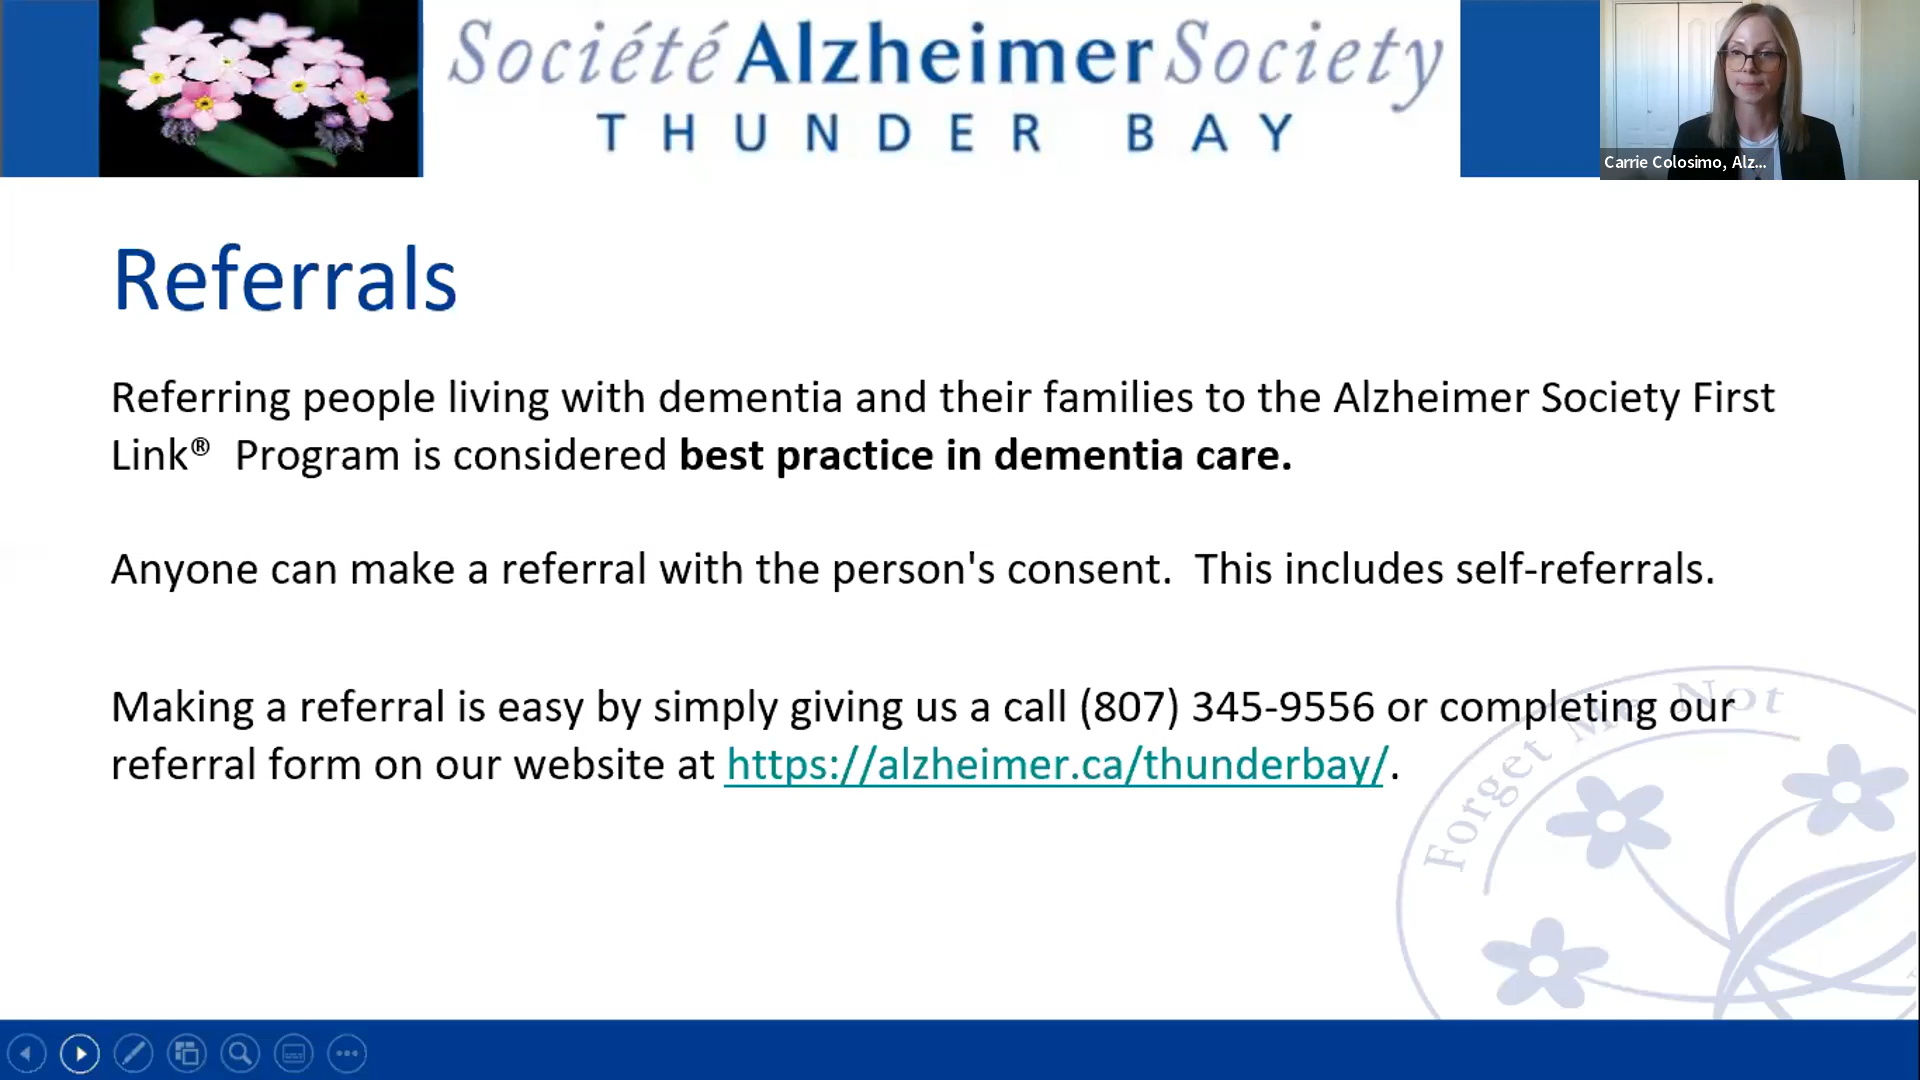 Société Alzheimer Society
THUNDER BAY
Carrie Colosimo, Alz...
Referrals
Referring people living with dementia and their families to the Alzheimer Society First
Link® Program is considered best practice in dementia care.
Anyone can make a referral with the person's consent. This includes self-referrals.
Making a referral is easy by simply giving us a call (807) 345-9556 or completing our
referral form on our website at https://alzheimer.ca/thunderbay/.
Forget Me Not